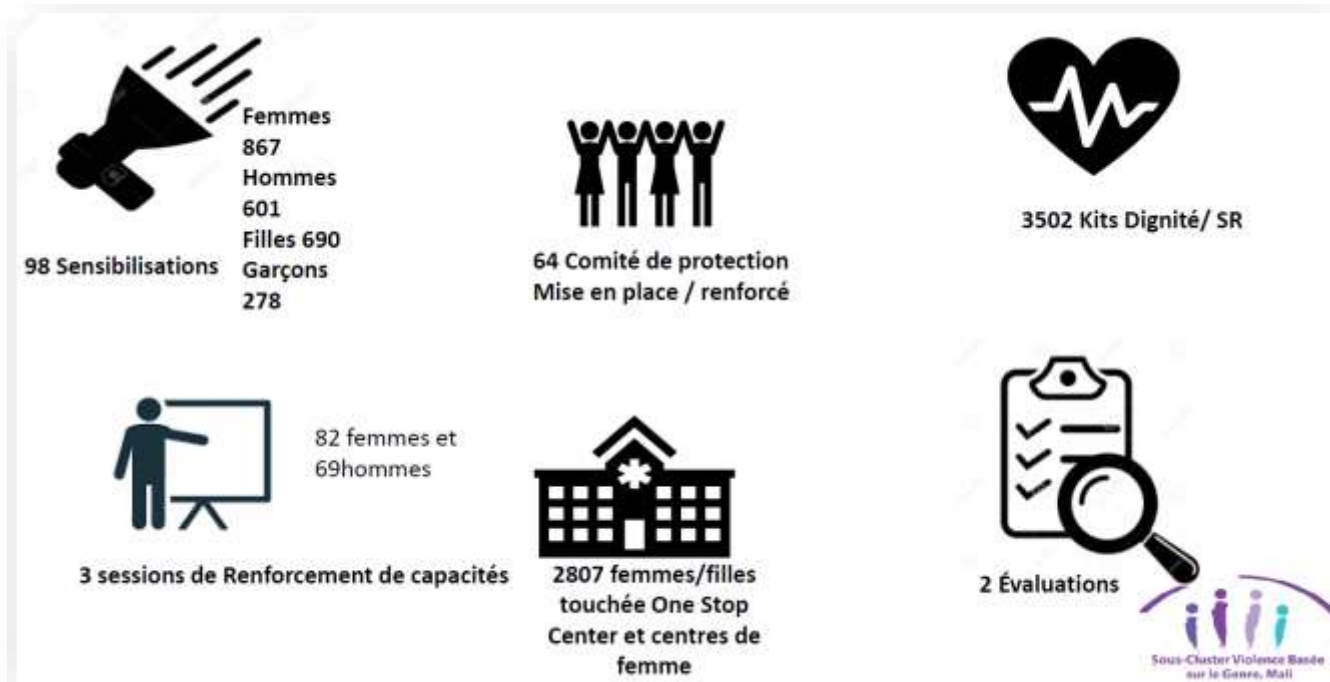 Femmes
867
Hommes
601
Filles 690
Garçons
278
98 Sensibilisations
64 Comité de protection
Mise en place / renforcé
3502 Kits Dignité/ SR
82 femmes et
69hommes
3 sessions de Renforcement de capacités
2807 femmes/filles
touchée One Stop
Center et centres de
femme
2 Évaluations
Sous-Cluster Violence Basée
sur le Genre, Mali